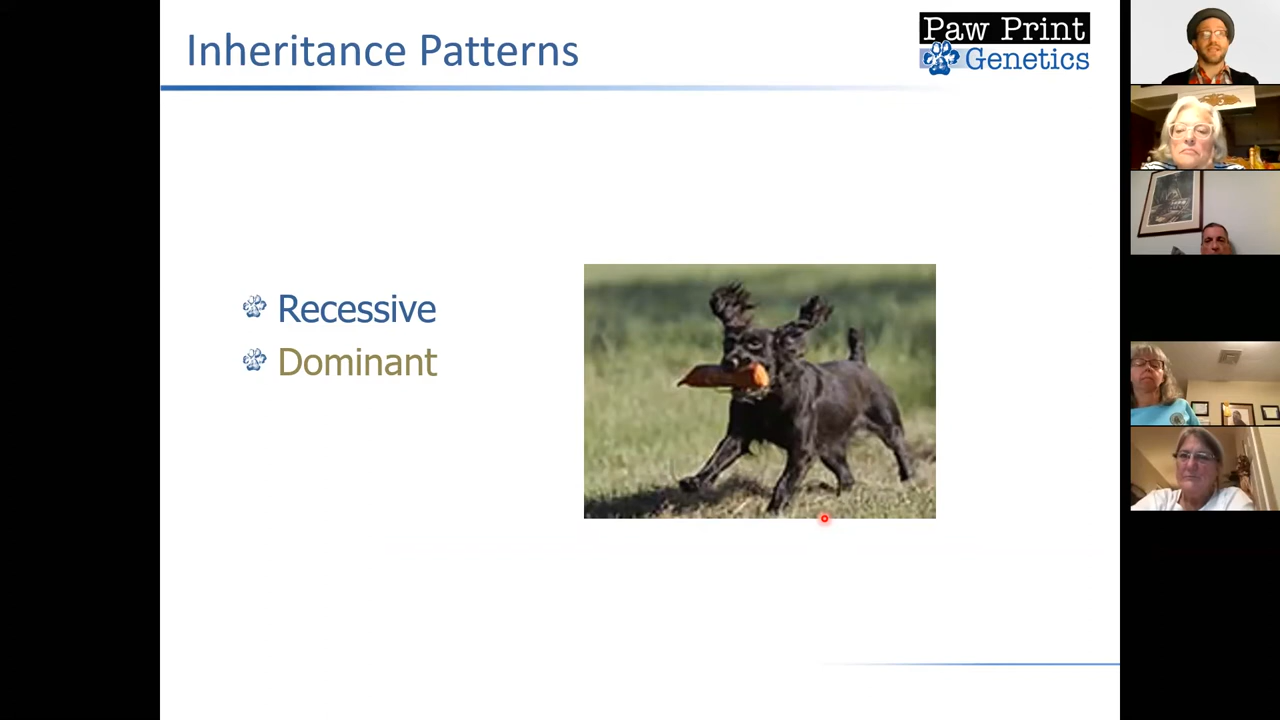 Inheritance Patterns
Paw Print
Genetics
Recessive
Dominant